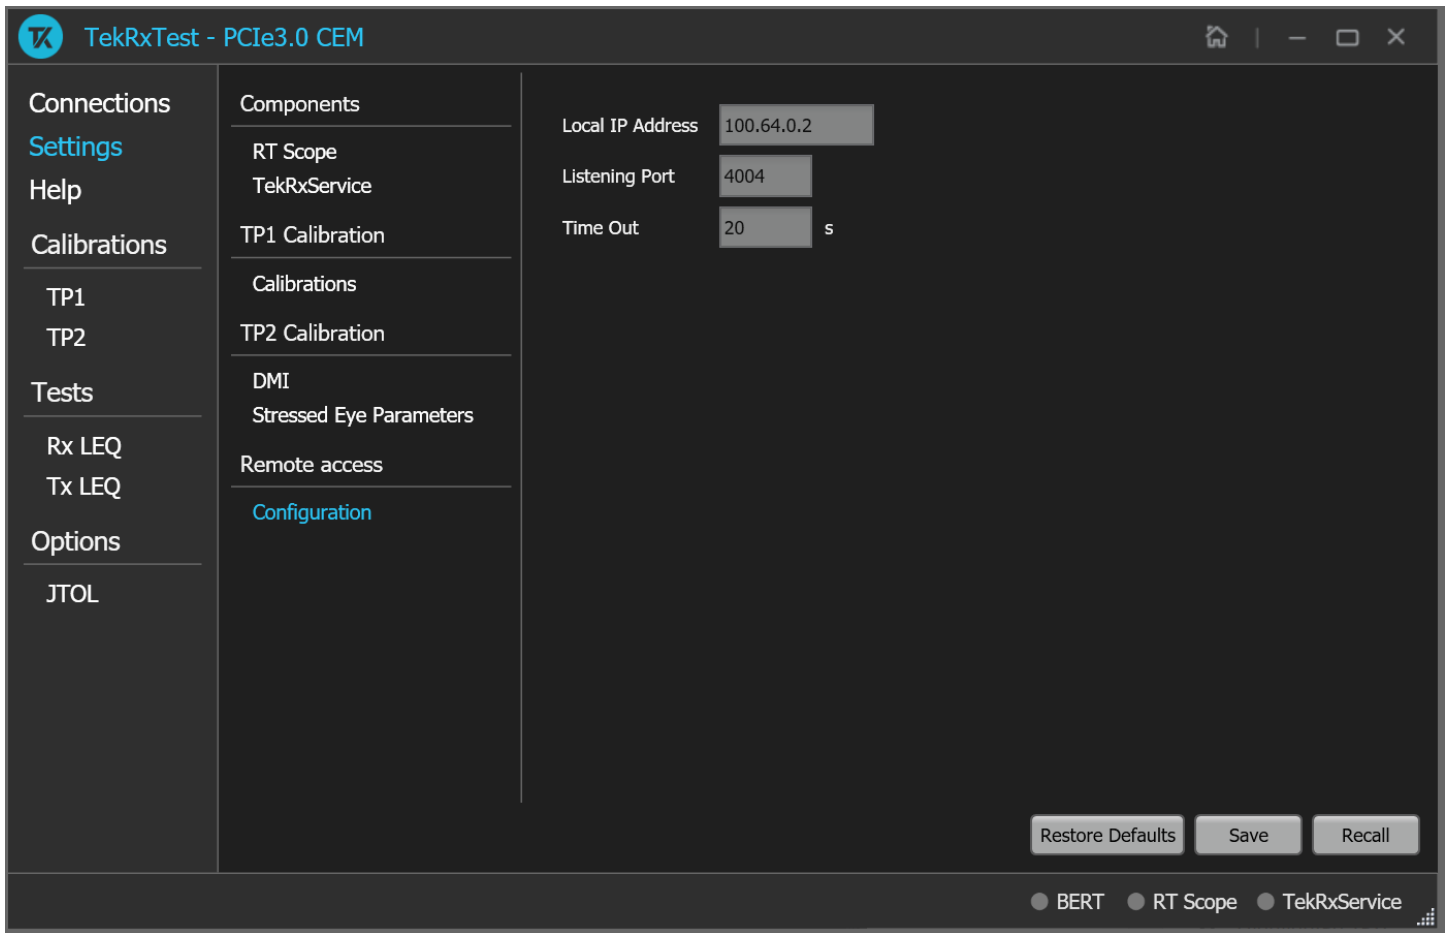 TekRxTest - PCIe3.0 CEM
Connections
Settings
Help
Calibrations
TP1
TP2
Tests
Rx LEQ
Tx LEQ
Options
JTOL
Components
RT Scope
TekRxService
TP1 Calibration
Calibrations
TP2 Calibration
DMI
Stressed Eye Parameters
Remote access
Configuration
Local IP Address 100.64.0.2
Listening Port 4004
Time Out 20 s
Restore Defaults Save Recall
BERT RT Scope TekRxService